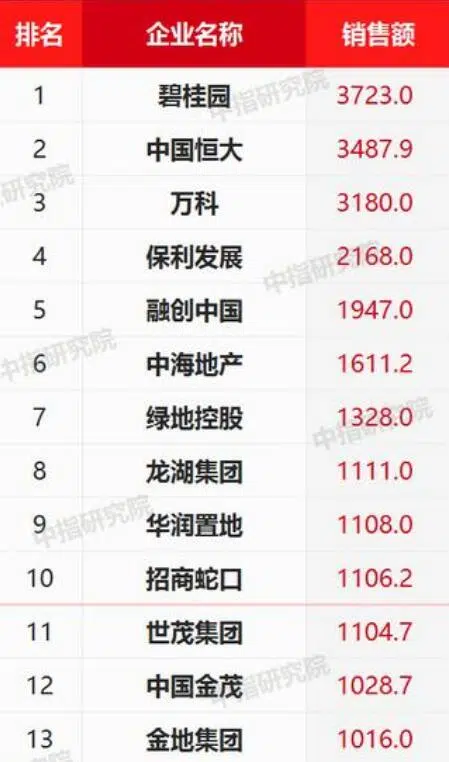 排名 企业名称 销售额
1 碧桂园 3723.0
2 中国恒大 3487.9
3 万科 3180.0
4 保利发展 2168.0
5 融创中国 1947.0
6 中海地产 1611.2
7 绿地控股 1328.0
8 龙湖集团 1111.0
9 华润置地 1108.0
10 招商蛇口 1106.2
11 世茂集团 1104.7
12 中国金茂 1028.7
13 金地集团 1016.0
中指研究院
中指研究院
中指研究院
中指研究院
中指研究院
中指研究院
中指研究院